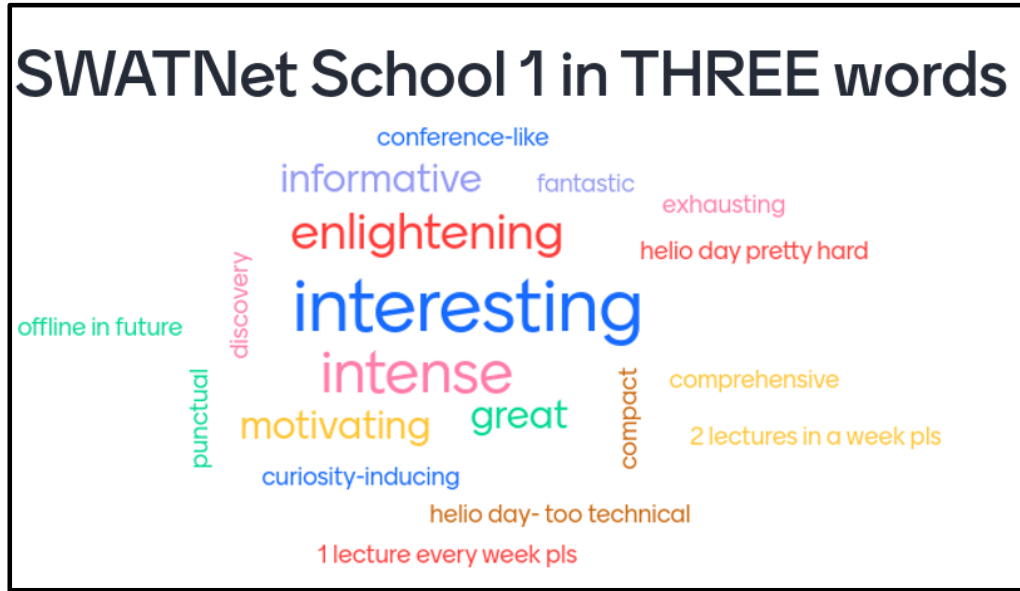 SWATNet School 1 in THREE words
conference-like
informative
fantastic
exhausting
enlightening
helio day pretty hard
discovery
interesting
offline in future
intense
punctual
compact
comprehensive
motivating
great
2 lectures in a week pls
curiosity-inducing
helio day- too technical
1 lecture every week pls